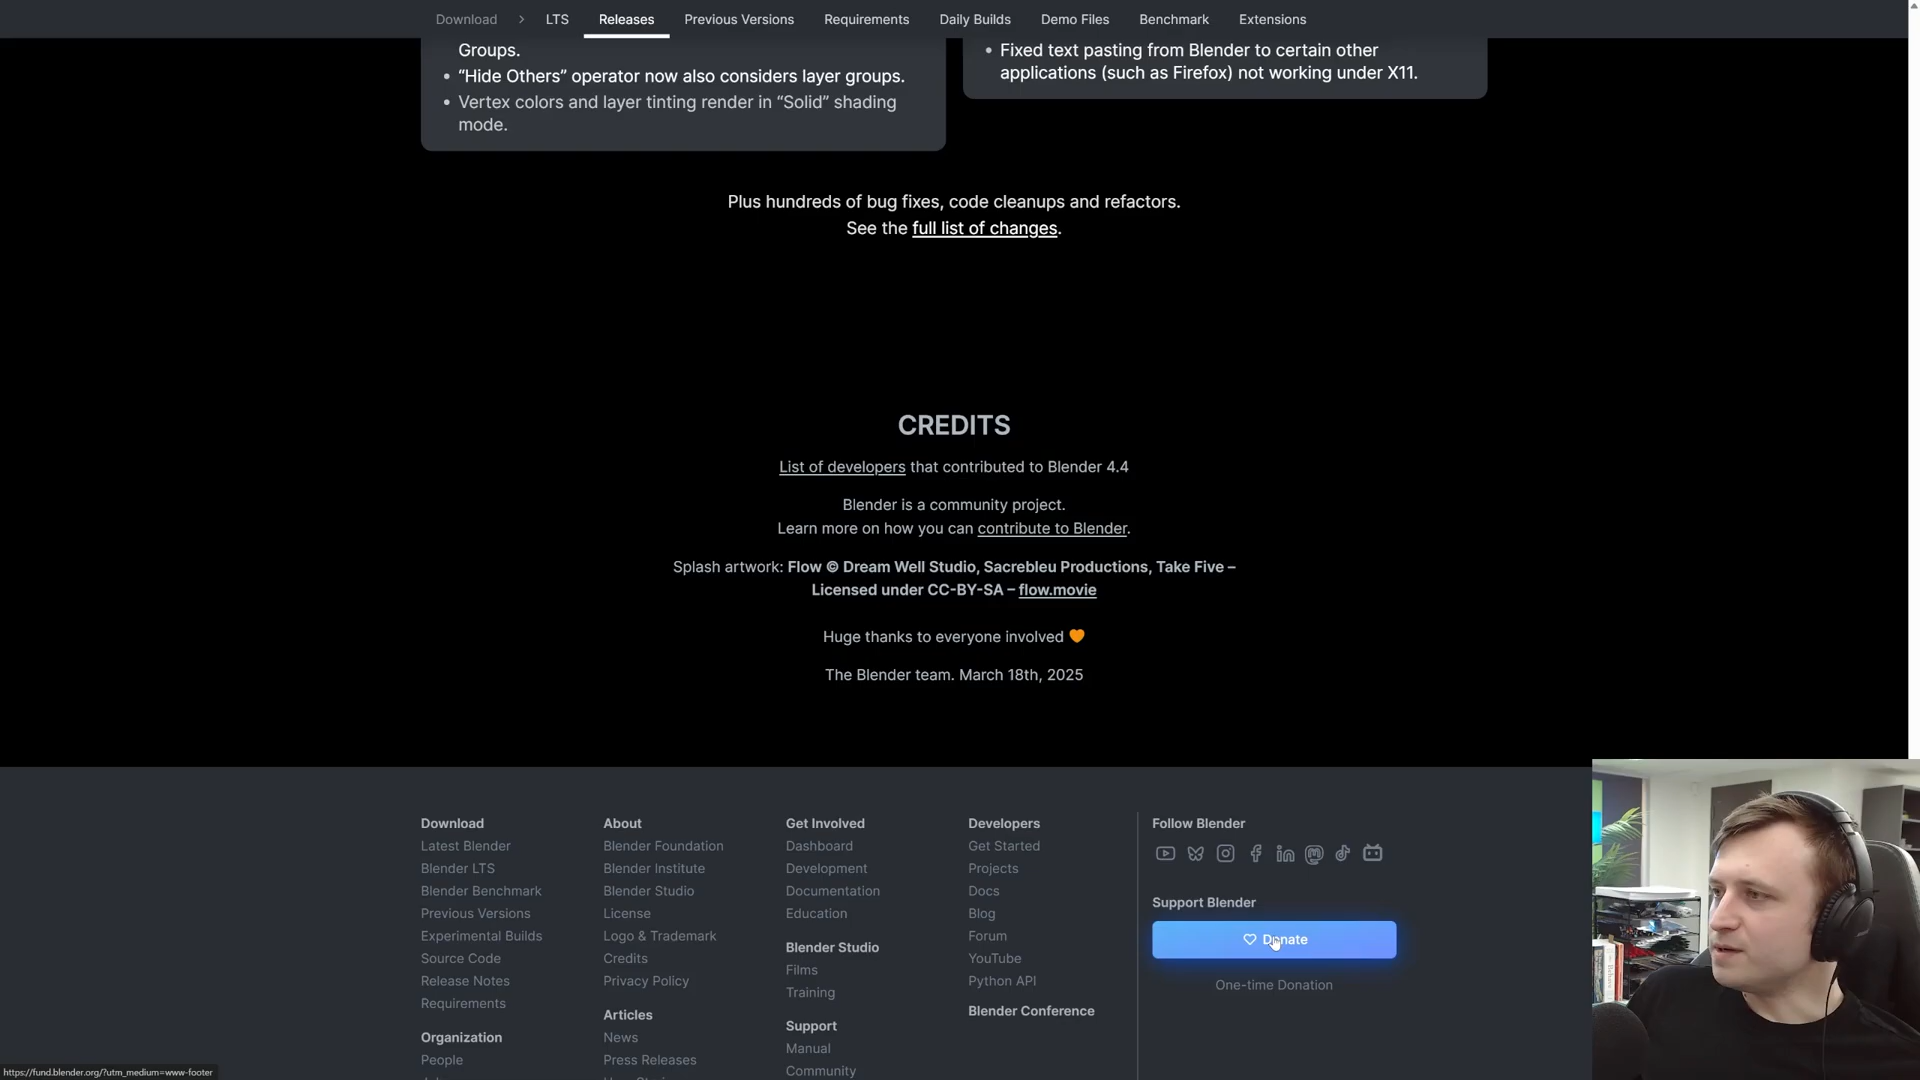 Download > LTS Releases Previous Versions Requirements Daily Builds Demo Files Benchmark Extensions
Groups.
• “Hide Others” operator now also considers layer groups.
• Vertex colors and layer tinting render in “Solid” shading
mode.
• Fixed text pasting from Blender to certain other
applications (such as Firefox) not working under X11.
Plus hundreds of bug fixes, code cleanups and refactors.
See the full list of changes.
CREDITS
List of developers that contributed to Blender 4.4
Blender is a community project.
Learn more on how you can contribute to Blender.
Splash artwork: Flow © Dream Well Studio, Sacrebleu Productions, Take Five –
Licensed under CC-BY-SA – flow.movie
Huge thanks to everyone involved 🧡
The Blender team. March 18th, 2025
Download
Latest Blender
Blender LTS
Blender Benchmark
Previous Versions
Experimental Builds
Source Code
Release Notes
Requirements
Organization
People
About
Blender Foundation
Blender Institute
Blender Studio
License
Logo & Trademark
Credits
Privacy Policy
Articles
News
Press Releases
Get Involved
Dashboard
Development
Documentation
Education
Blender Studio
Films
Training
Support
Manual
Community
Developers
Get Started
Projects
Docs
Blog
Forum
YouTube
Python API
Blender Conference
Follow Blender
Support Blender
Donate
One-time Donation
https://fund.blender.org/?utm_medium=www-footer